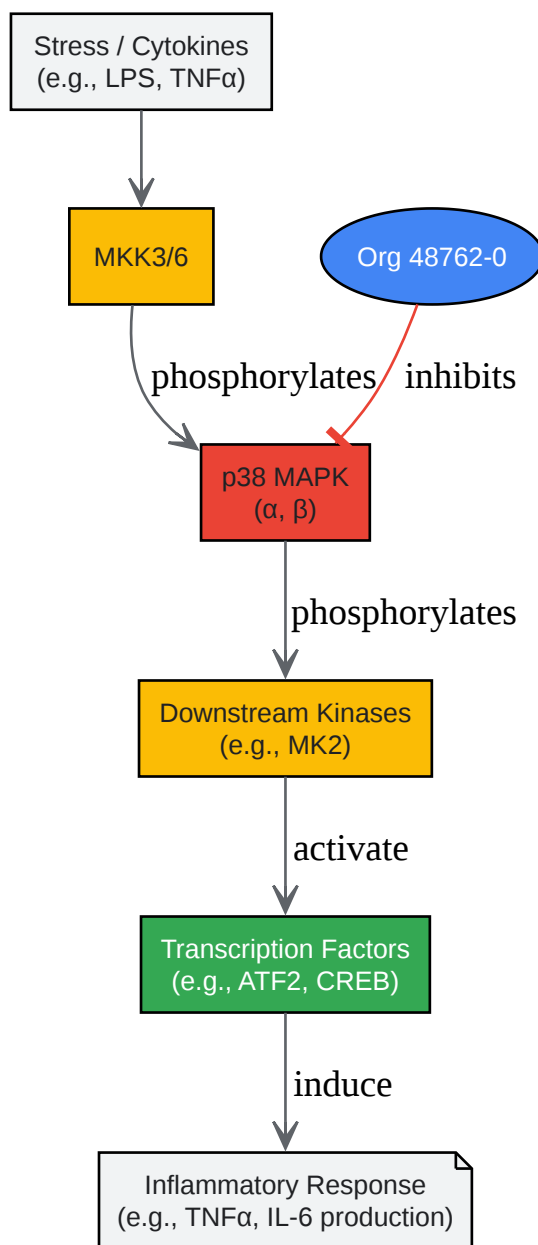 Stress / Cytokines
(e.g., LPS, TNFα)
MKK3/6
Org 48762-0
phosphorylates
inhibits
p38 MAPK
(α, β)
phosphorylates
Downstream Kinases
(e.g., MK2)
activate
Transcription Factors
(e.g., ATF2, CREB)
induce
Inflammatory Response
(e.g., TNFα, IL-6 production)